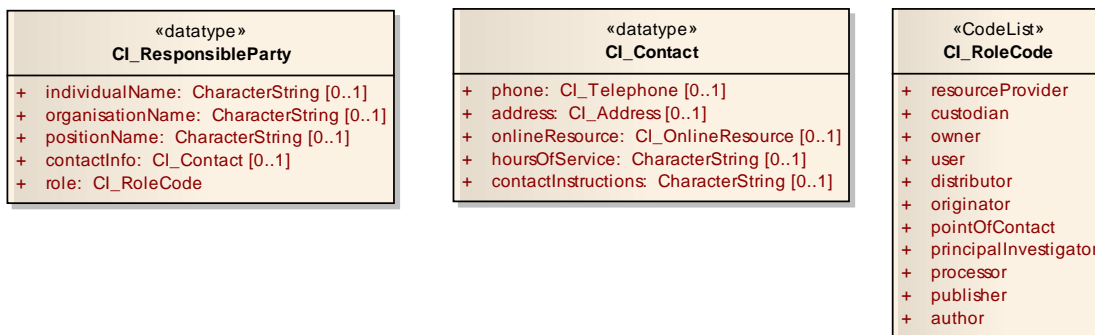 «datatype»
CI_ResponsibleParty
+ individualName: CharacterString [0..1]
+ organisationName: CharacterString [0..1]
+ positionName: CharacterString [0..1]
+ contactInfo: CI_Contact [0..1]
+ role: CI_RoleCode
«datatype»
CI_Contact
+ phone: CI_Telephone [0..1]
+ address: CI_Address [0..1]
+ onlineResource: CI_OnlineResource [0..1]
+ hoursOfService: CharacterString [0..1]
+ contactInstructions: CharacterString [0..1]
«CodeList»
CI_RoleCode
+ resourceProvider
+ custodian
+ owner
+ user
+ distributor
+ originator
+ pointOfContact
+ principalInvestigator
+ processor
+ publisher
+ author